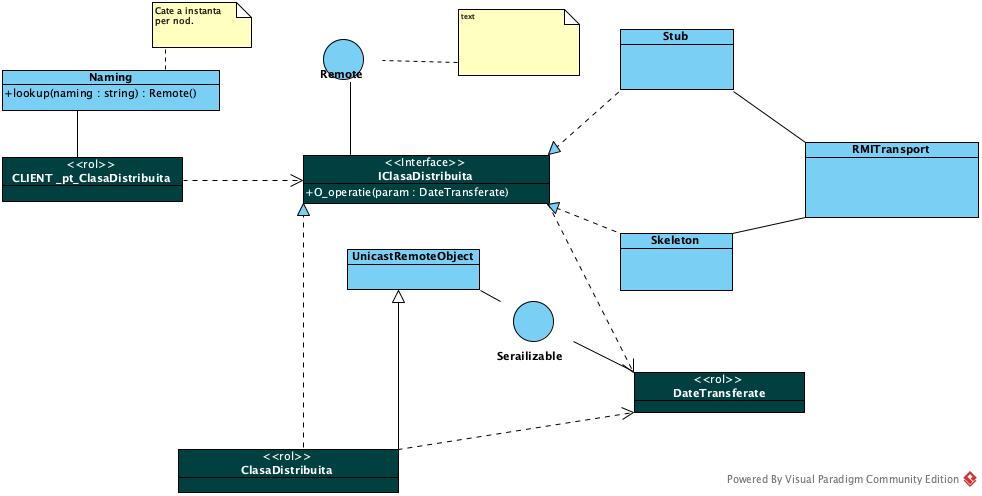 Cate a instanta
per nod.
text
Remote
Stub
Naming
+lookup(naming : string) : Remote()
RMITransport
<<rol>>
CLIENT _pt_ClasaDistribuita
<<Interface>>
IClasaDistribuita
+O_operatie(param : DateTransferate)
Skeleton
UnicastRemoteObject
Serailizable
<<rol>>
DateTransferate
<<rol>>
ClasaDistribuita
Powered By Visual Paradigm Community Edition